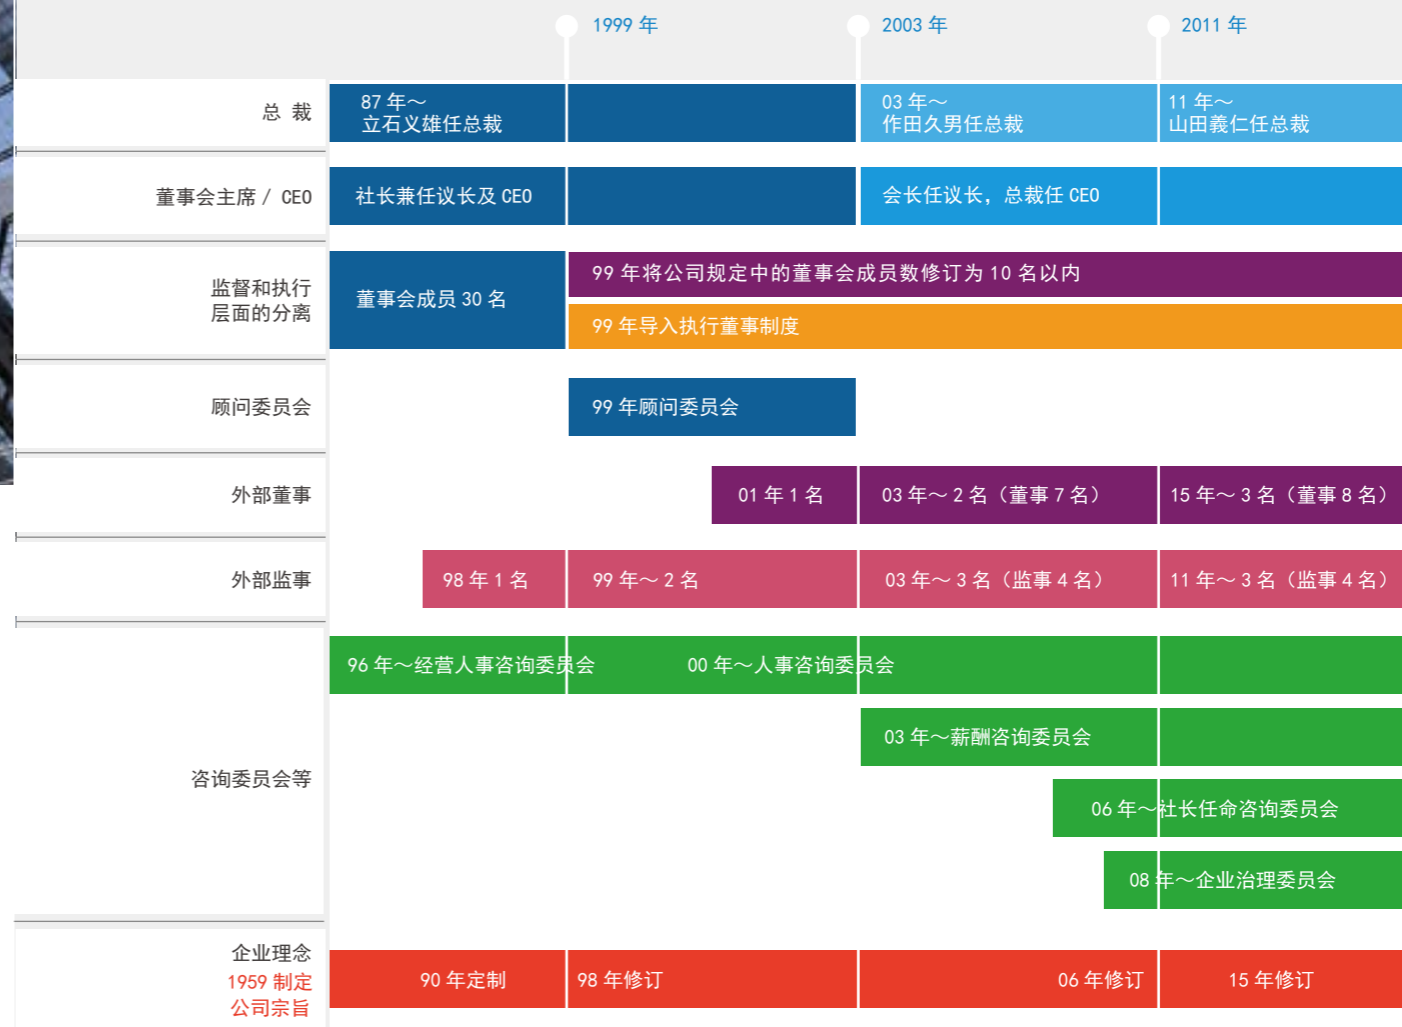 1999 年
2003 年
2011 年
总 裁
87 年～
立石义雄任总裁
03 年～
作田久男任总裁
11 年～
山田義仁任总裁
董事会主席 / CEO
社长兼任议长及 CEO
会长任议长，总裁任 CEO
监督和执行
层面的分离
董事会成员 30 名
99 年将公司规定中的董事会成员数修订为 10 名以内
99 年导入执行董事制度
顾问委员会
99 年顾问委员会
外部董事
01 年 1 名
03 年～ 2 名（董事 7 名）
15 年～ 3 名（董事 8 名）
外部监事
98 年 1 名
99 年～ 2 名
03 年～ 3 名（监事 4 名）
11 年～ 3 名（监事 4 名）
咨询委员会等
96 年～经营人事咨询委员会
00 年～人事咨询委员会
03 年～薪酬咨询委员会
06 年～社长任命咨询委员会
08 年～企业治理委员会
企业理念
1959 制定
公司宗旨
90 年定制
98 年修订
06 年修订
15 年修订